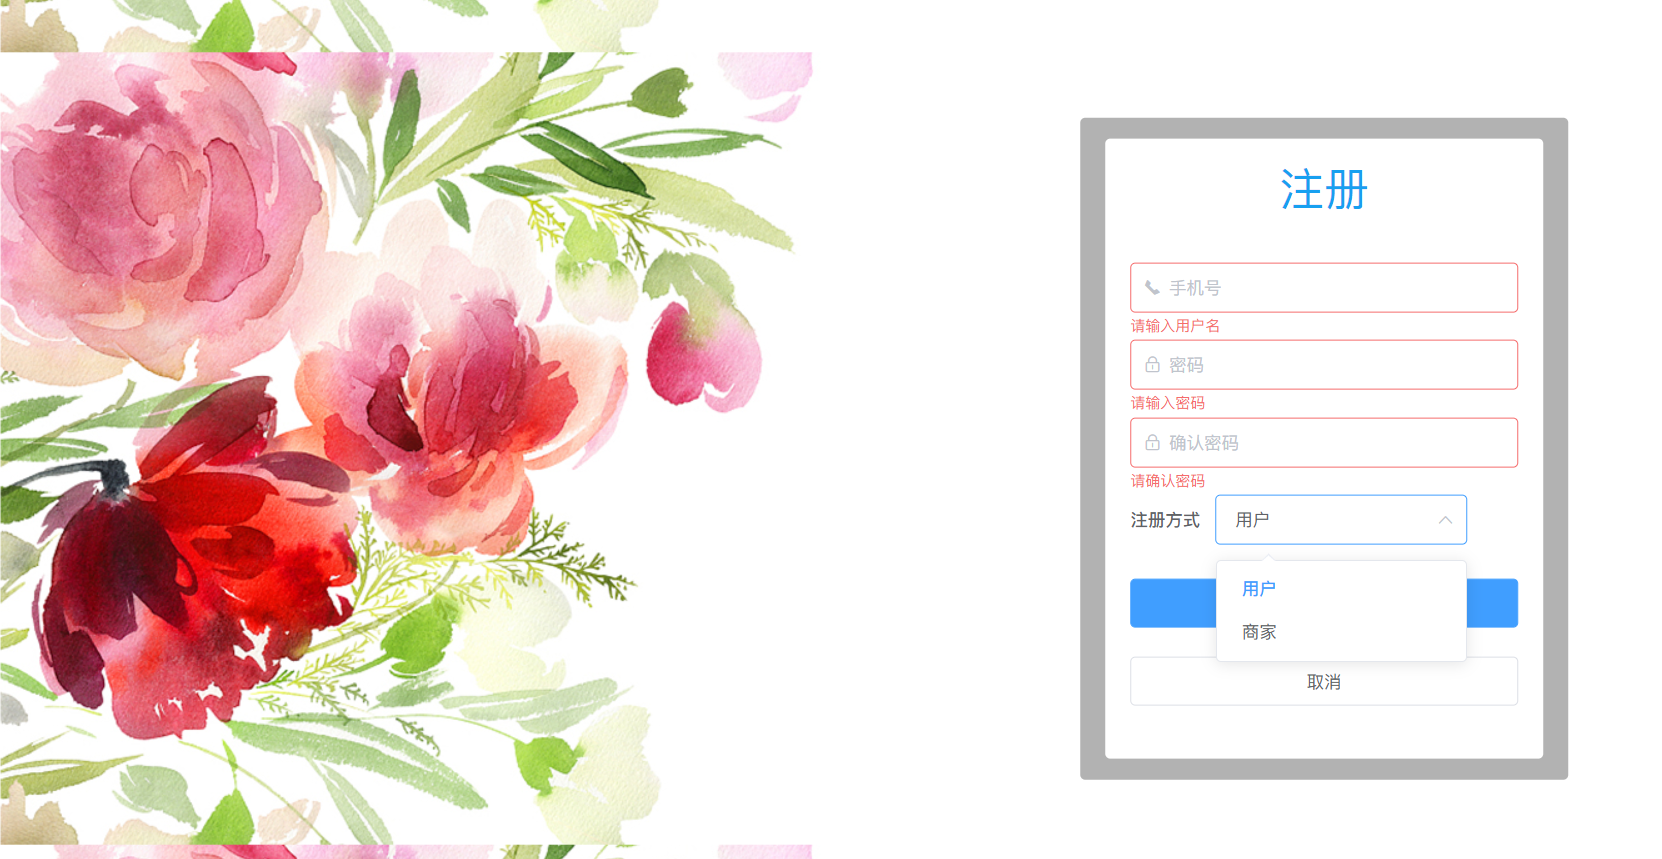 注册
手机号
请输入用户名
密码
请输入密码
确认密码
请确认密码
注册方式 用户
用户
商家
取消